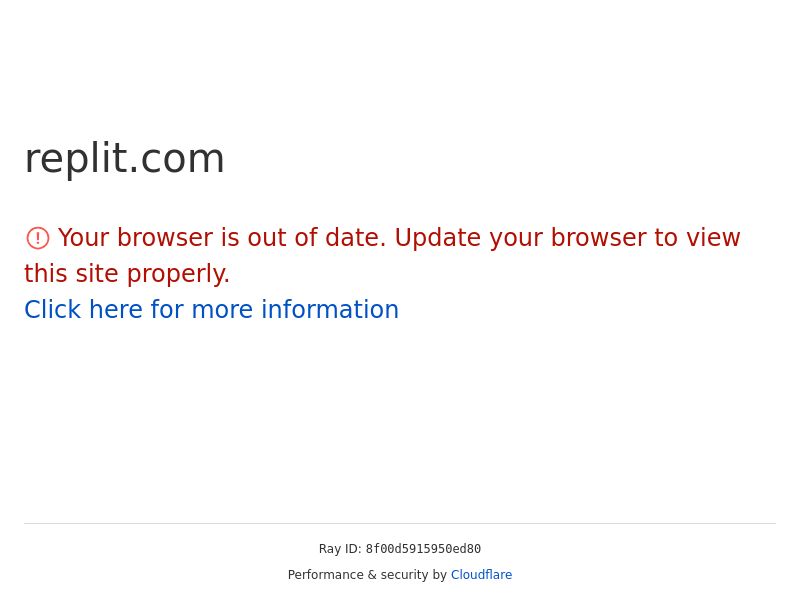 replit.com
Your browser is out of date. Update your browser to view
this site properly.
Click here for more information
Ray ID: 8f00d5915950ed80
Performance & security by Cloudflare